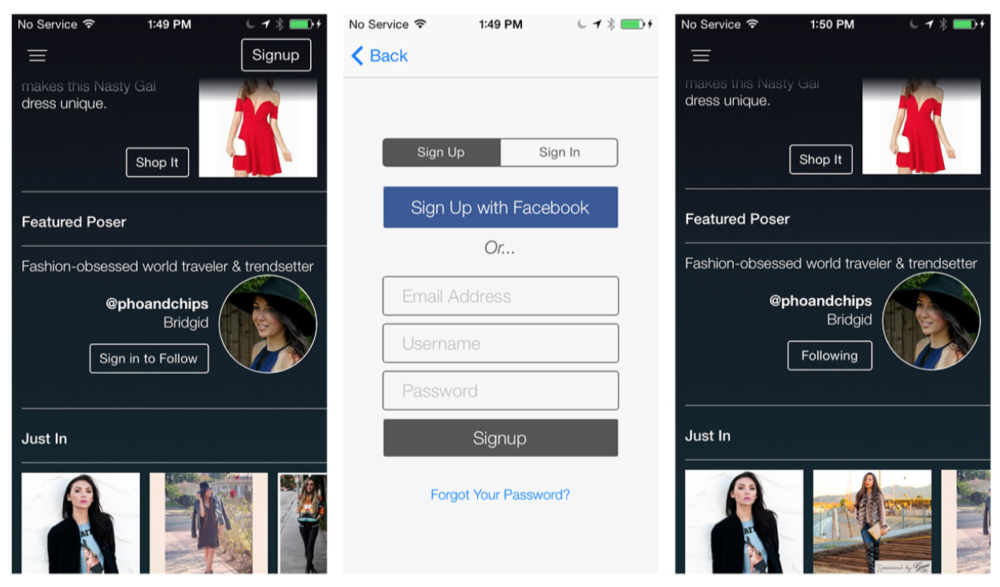 No Service
1:49 PM
Signup
makes this Nasty Gal
dress unique.
Shop It
Featured Poser
Fashion-obsessed world traveler & trendsetter
@phoandchips
Bridgid
Sign in to Follow
Just In
No Service
1:49 PM
Back
Sign Up
Sign In
Sign Up with Facebook
Or...
Email Address
Username
Password
Signup
Forgot Your Password?
No Service
1:50 PM
makes this Nasty Gal
dress unique.
Shop It
Featured Poser
Fashion-obsessed world traveler & trendsetter
@phoandchips
Bridgid
Following
Just In
Sponsored by